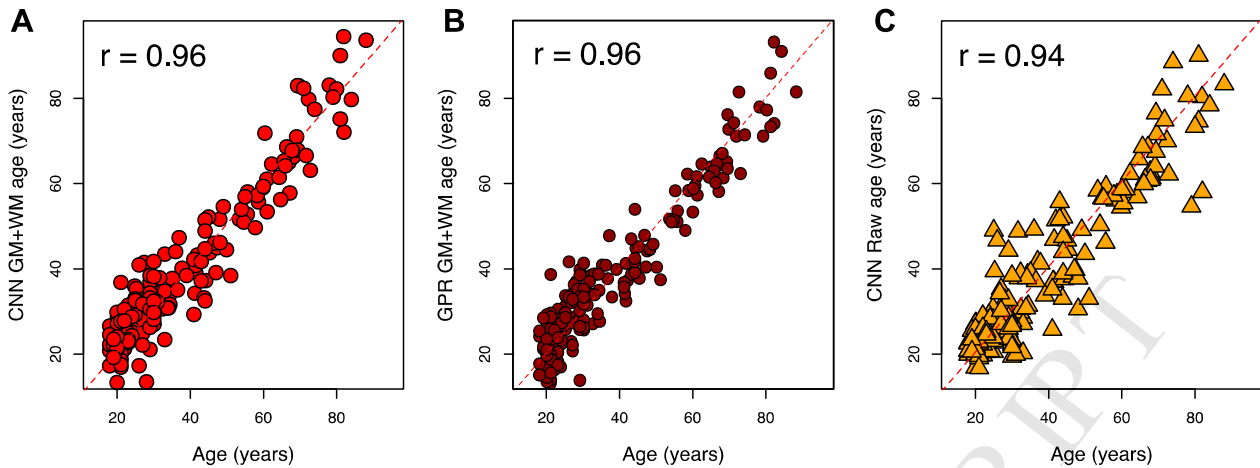 A
r = 0.96
CNN GM+WM age (years)
80
60
40
20
20 40 60 80
Age (years)
B
r = 0.96
GPR GM+WM age (years)
80
60
40
20
20 40 60 80
Age (years)
C
r = 0.94
CNN Raw age (years)
80
60
40
20
20 40 60 80
Age (years)
RIPT